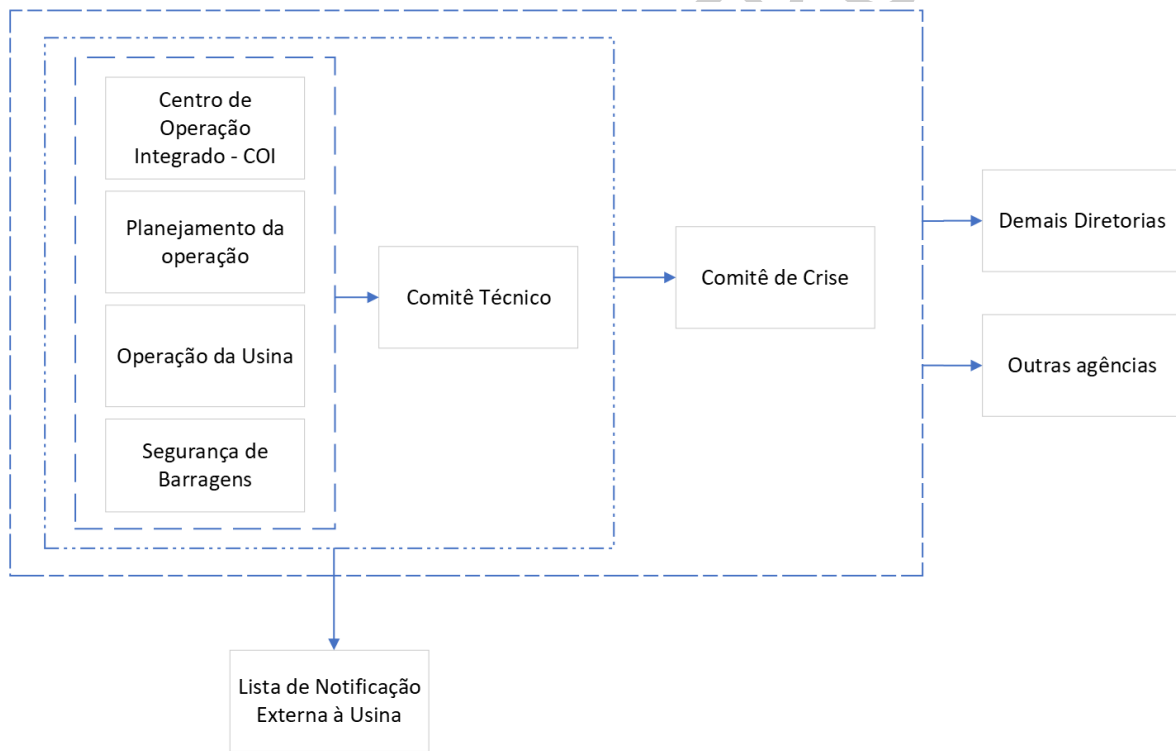 Centro de
Operação
Integrado - COI
Planejamento da
operação
Operação da Usina
Segurança de
Barragens
Comitê Técnico
Comitê de Crise
Demais Diretorias
Outras agências
Lista de Notificação
Externa à Usina